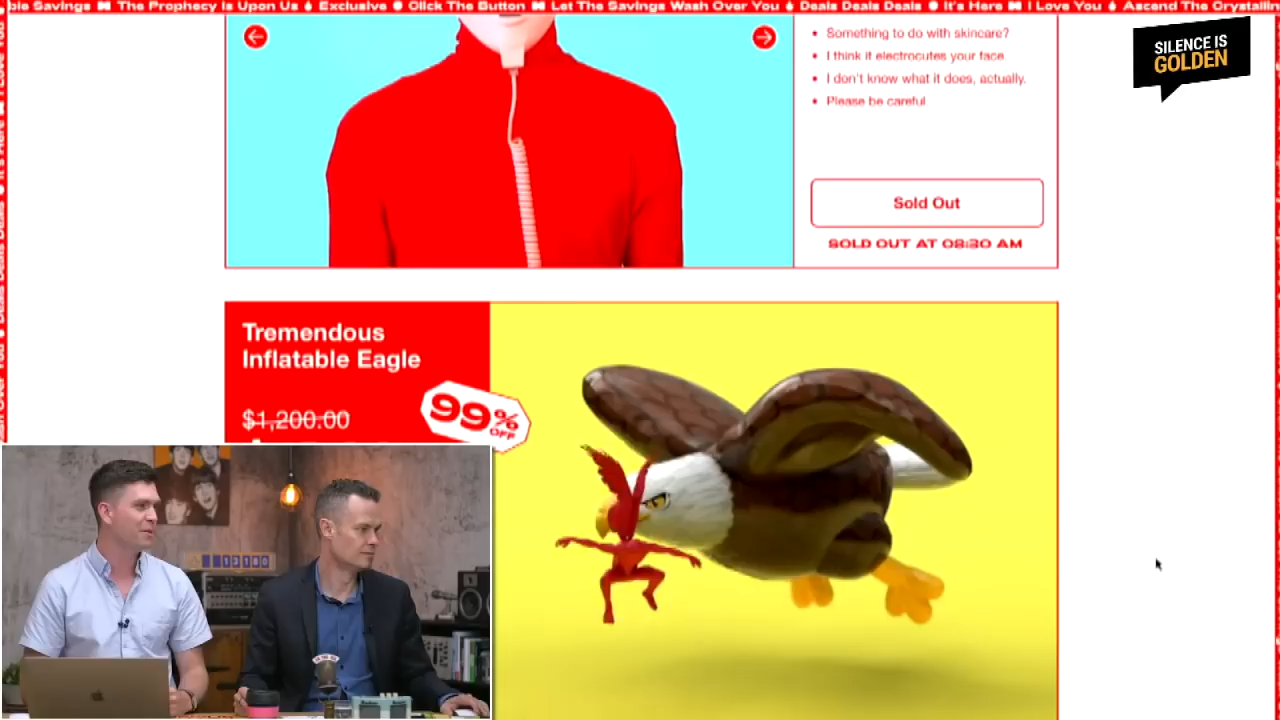 ble Savings The Prophecy Is Upon Us Exclusive Click The Button Let The Savings Wash Over You Deals Deals Deals It's Here I Love You Ascend The Crystallin
SILENCE IS
GOLDEN
Something to do with skincare?
I think it electrocutes your face
I don't know what it does, actually.
Please be careful
Sold Out
SOLD OUT AT 08:30 AM
Tremendous
Inflatable Eagle
$1,200.00
99%
OFF
13180